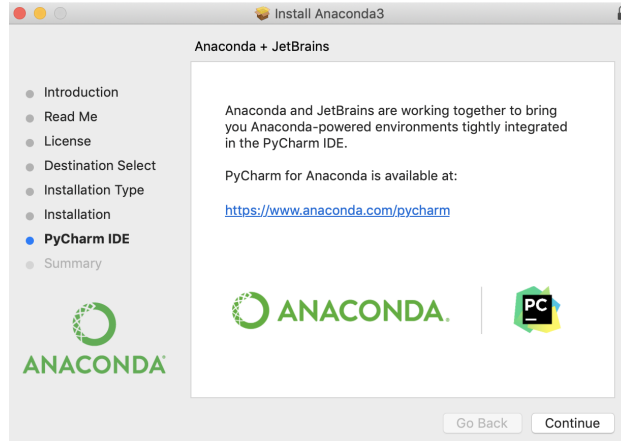 Install Anaconda3
Anaconda + JetBrains
Introduction
Read Me
License
Destination Select
Installation Type
Installation
PyCharm IDE
Summary
ANACONDA
Anaconda and JetBrains are working together to bring
you Anaconda-powered environments tightly integrated
in the PyCharm IDE.
PyCharm for Anaconda is available at:
https://www.anaconda.com/pycharm
ANACONDA.
PC
Go Back
Continue